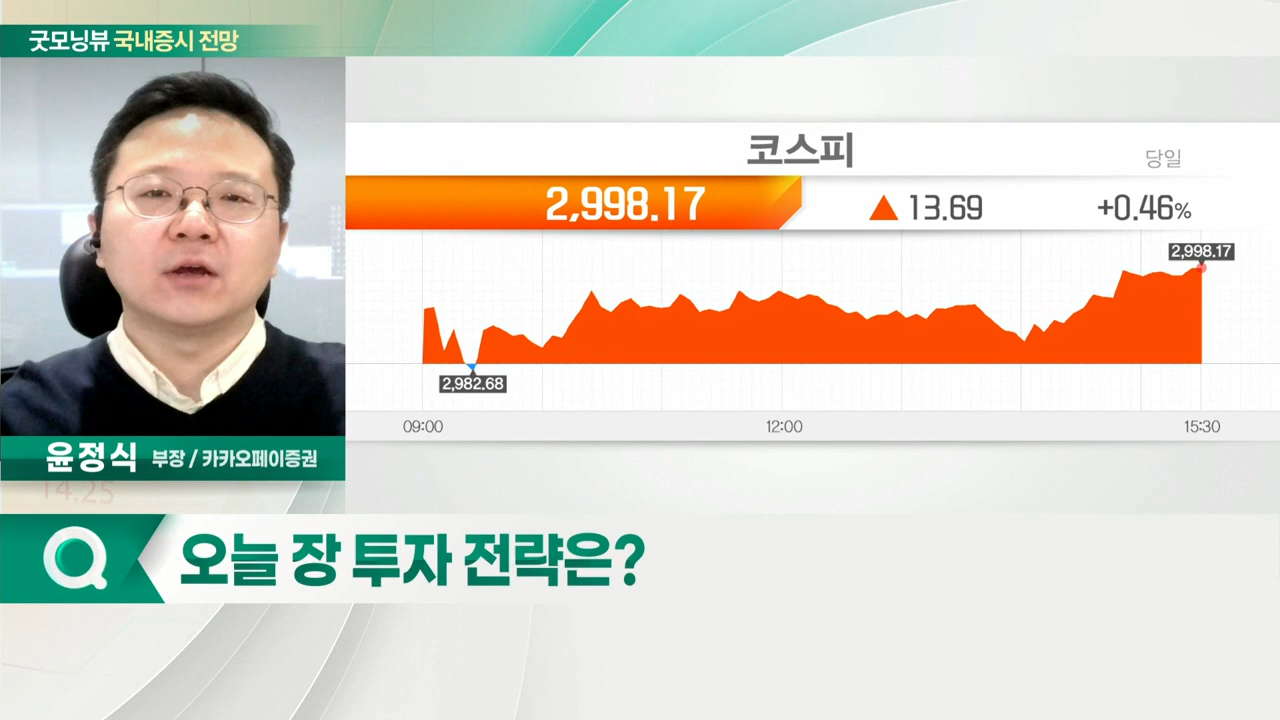 굿모닝뷰 국내증시 전망
코스피
당일
2,998.17 ▲ 13.69 +0.46%
2,998.17
2,982.68
09:00 12:00 15:30
윤정식 부장 / 카카오페이증권
14.25
Q 오늘 장 투자 전략은?